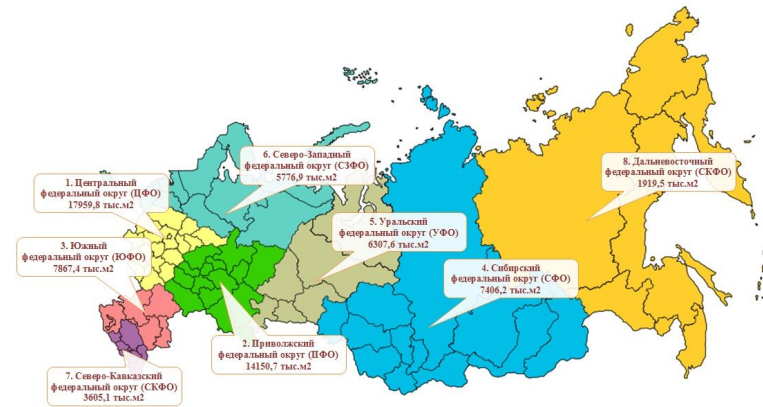 6. Северо-Западный
федеральный округ (СЗФО)
5776,9 тыс.м2
8. Дальневосточный
федеральный округ (СКФО)
1919,5 тыс.м2
1. Центральный
федеральный округ (ЦФО)
17959,8 тыс.м2
5. Уральский
федеральный округ (УФО)
6307,6 тыс.м2
3. Южный
федеральный округ (ЮФО)
7867,4 тыс.м2
4. Сибирский
федеральный округ (СФО)
7406,2 тыс.м2
2. Приволжский
федеральный округ (ПФО)
14150,7 тыс.м2
7. Северо-Кавказский
федеральный округ (СКФО)
3605,1 тыс.м2